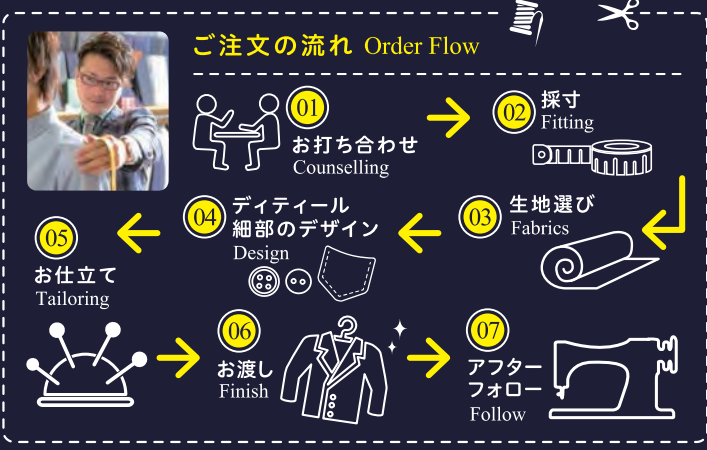 ご注文の流れ Order Flow
01
お打ち合わせ
Counselling
02
採寸
Fitting
03
生地選び
Fabrics
04
ディティール
細部のデザイン
Design
05
お仕立て
Tailoring
06
お渡し
Finish
07
アフター
フォロー
Follow